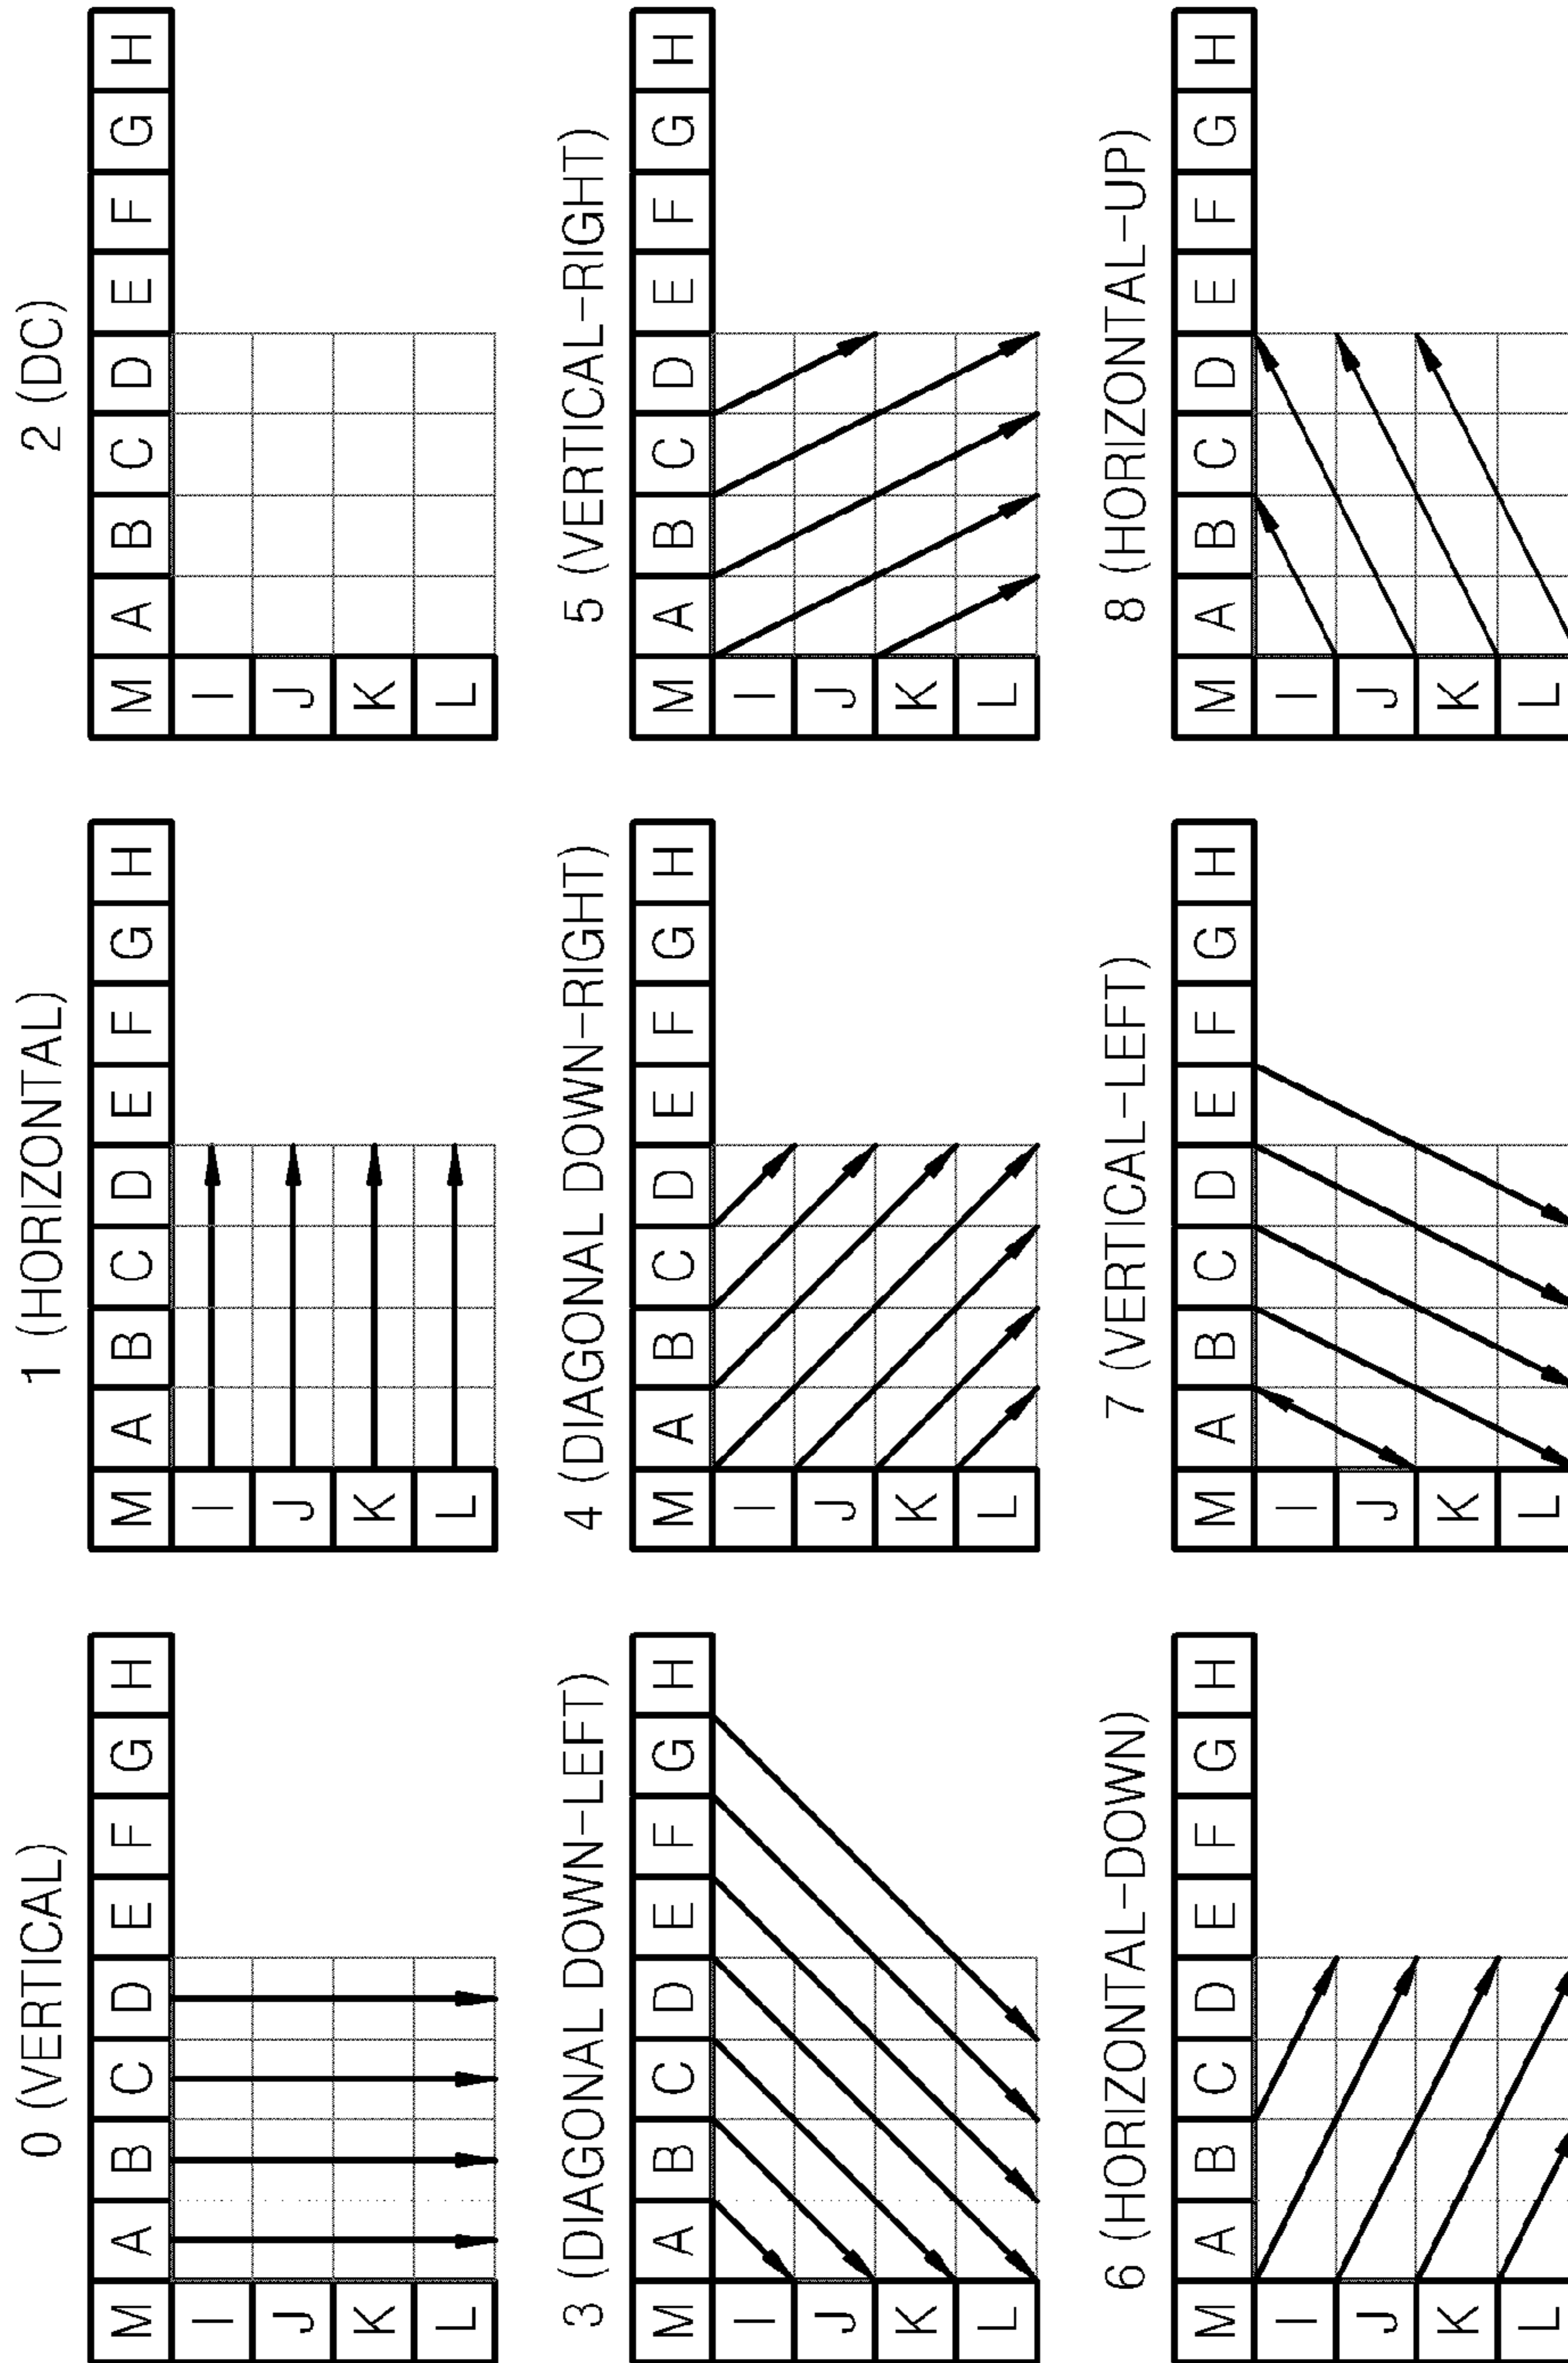 0 (VERTICAL)
M A B C D E F G H
I
J
K
L
1 (HORIZONTAL)
M A B C D E F G H
I
J
K
L
2 (DC)
M A B C D E F G H
I
J
K
L
3 (DIAGONAL DOWN-LEFT)
M A B C D E F G H
I
J
K
L
4 (DIAGONAL DOWN-RIGHT)
M A B C D E F G H
I
J
K
L
5 (VERTICAL-RIGHT)
M A B C D E F G H
I
J
K
L
6 (HORIZONTAL-DOWN)
M A B C D E F G H
I
J
K
L
7 (VERTICAL-LEFT)
M A B C D E F G H
I
J
K
L
8 (HORIZONTAL-UP)
M A B C D E F G H
I
J
K
L